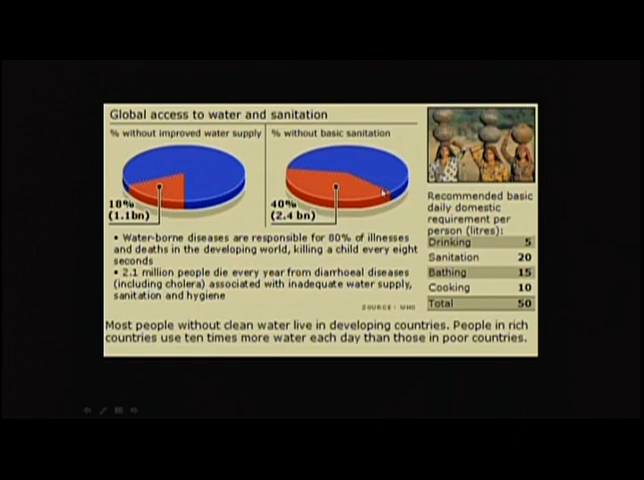 Global access to water and sanitation
% without improved water supply
% without basic sanitation
18%
(1.1bn)
40%
(2.4 bn)
• Water-borne diseases are responsible for 80% of illnesses
and deaths in the developing world, killing a child every eight
seconds
• 2.1 million people die every year from diarrhoeal diseases
(including cholera) associated with inadequate water supply,
sanitation and hygiene
SOURCE: WHO
Recommended basic
daily domestic
requirement per
person (litres):
Drinking 5
Sanitation 20
Bathing 15
Cooking 10
Total 50
Most people without clean water live in developing countries. People in rich
countries use ten times more water each day than those in poor countries.